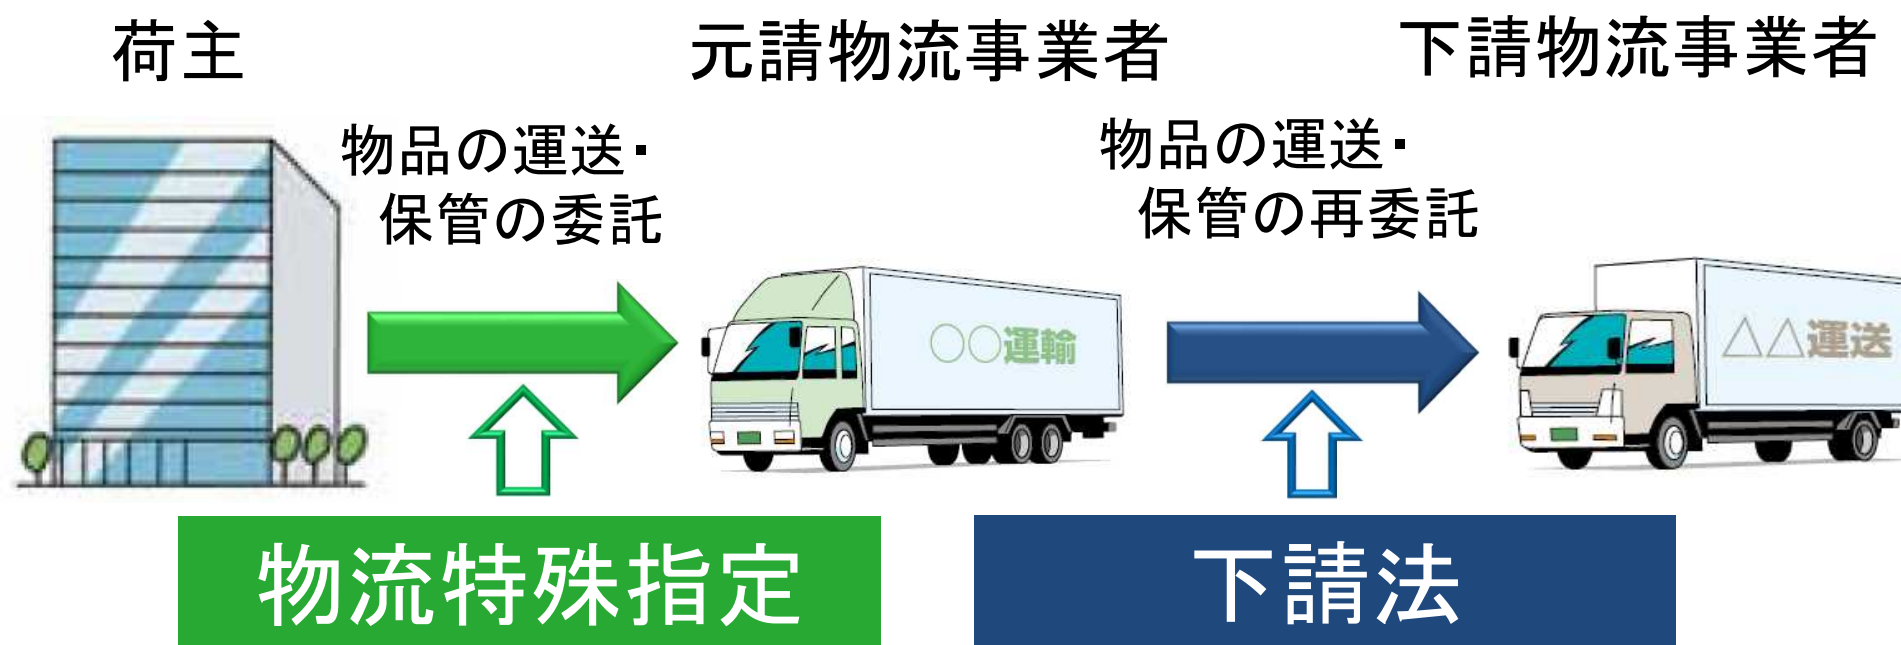 荷主
元請物流事業者
下請物流事業者
物品の運送・
保管の委託
物品の運送・
保管の再委託
○○運輸
△△運送
物流特殊指定
下請法